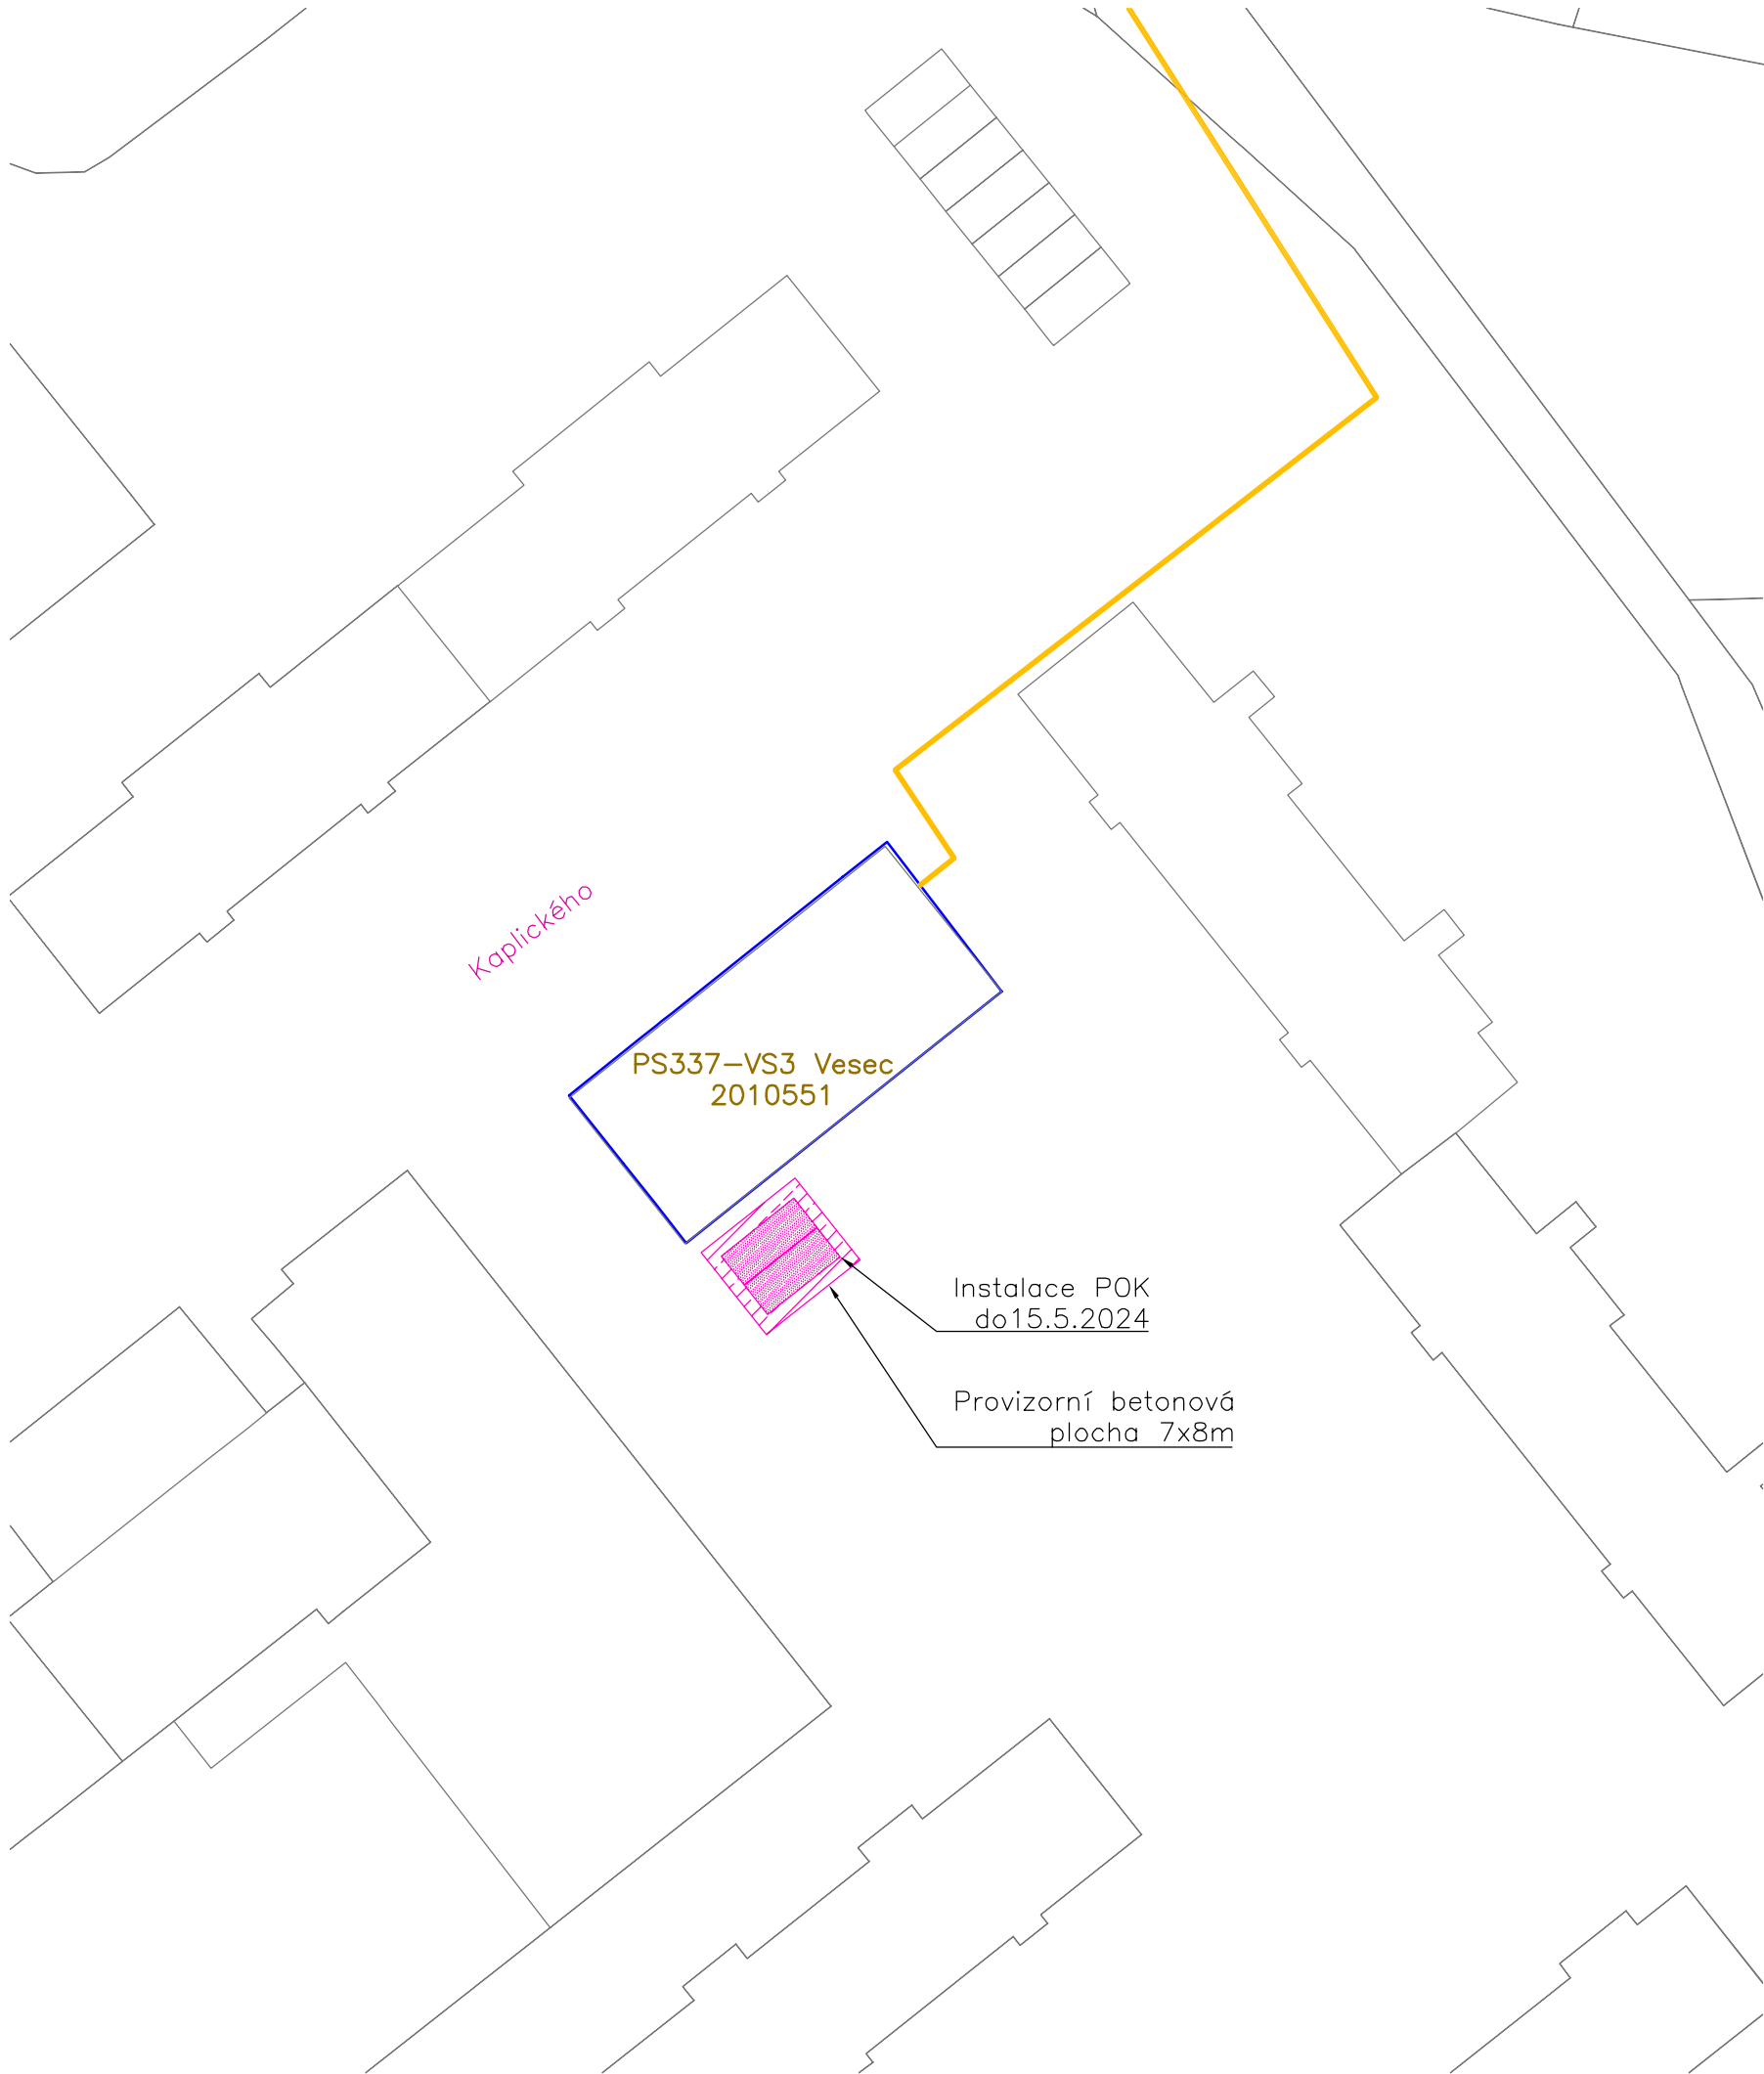 Kaplického
PS337-VS3 Vesec
2010551
Instalace POK
do15.5.2024
Provizorní betonová
plocha 7x8m